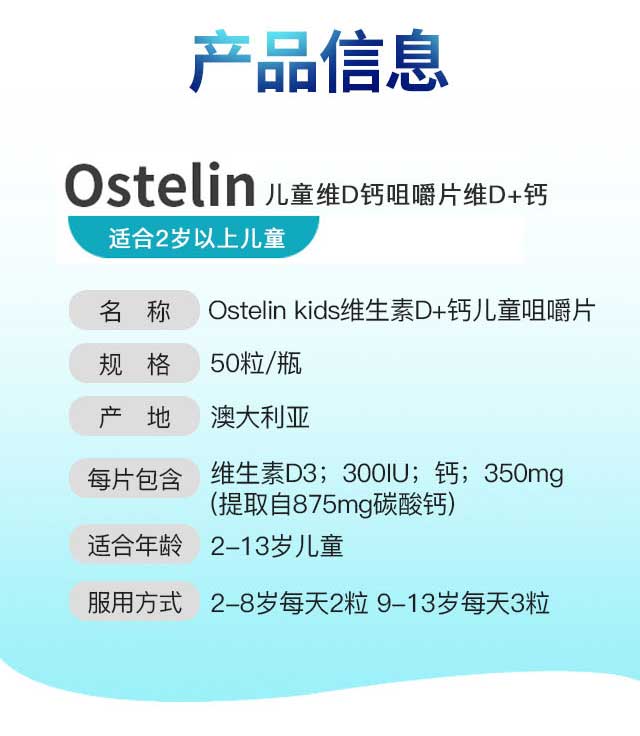 产品信息
Ostelin 儿童维D钙咀嚼片维D+钙
适合2岁以上儿童
名 称 Ostelin kids维生素D+钙儿童咀嚼片
规 格 50粒/瓶
产 地 澳大利亚
每片包含 维生素D3；300IU；钙；350mg
(提取自875mg碳酸钙)
适合年龄 2-13岁儿童
服用方式 2-8岁每天2粒 9-13岁每天3粒